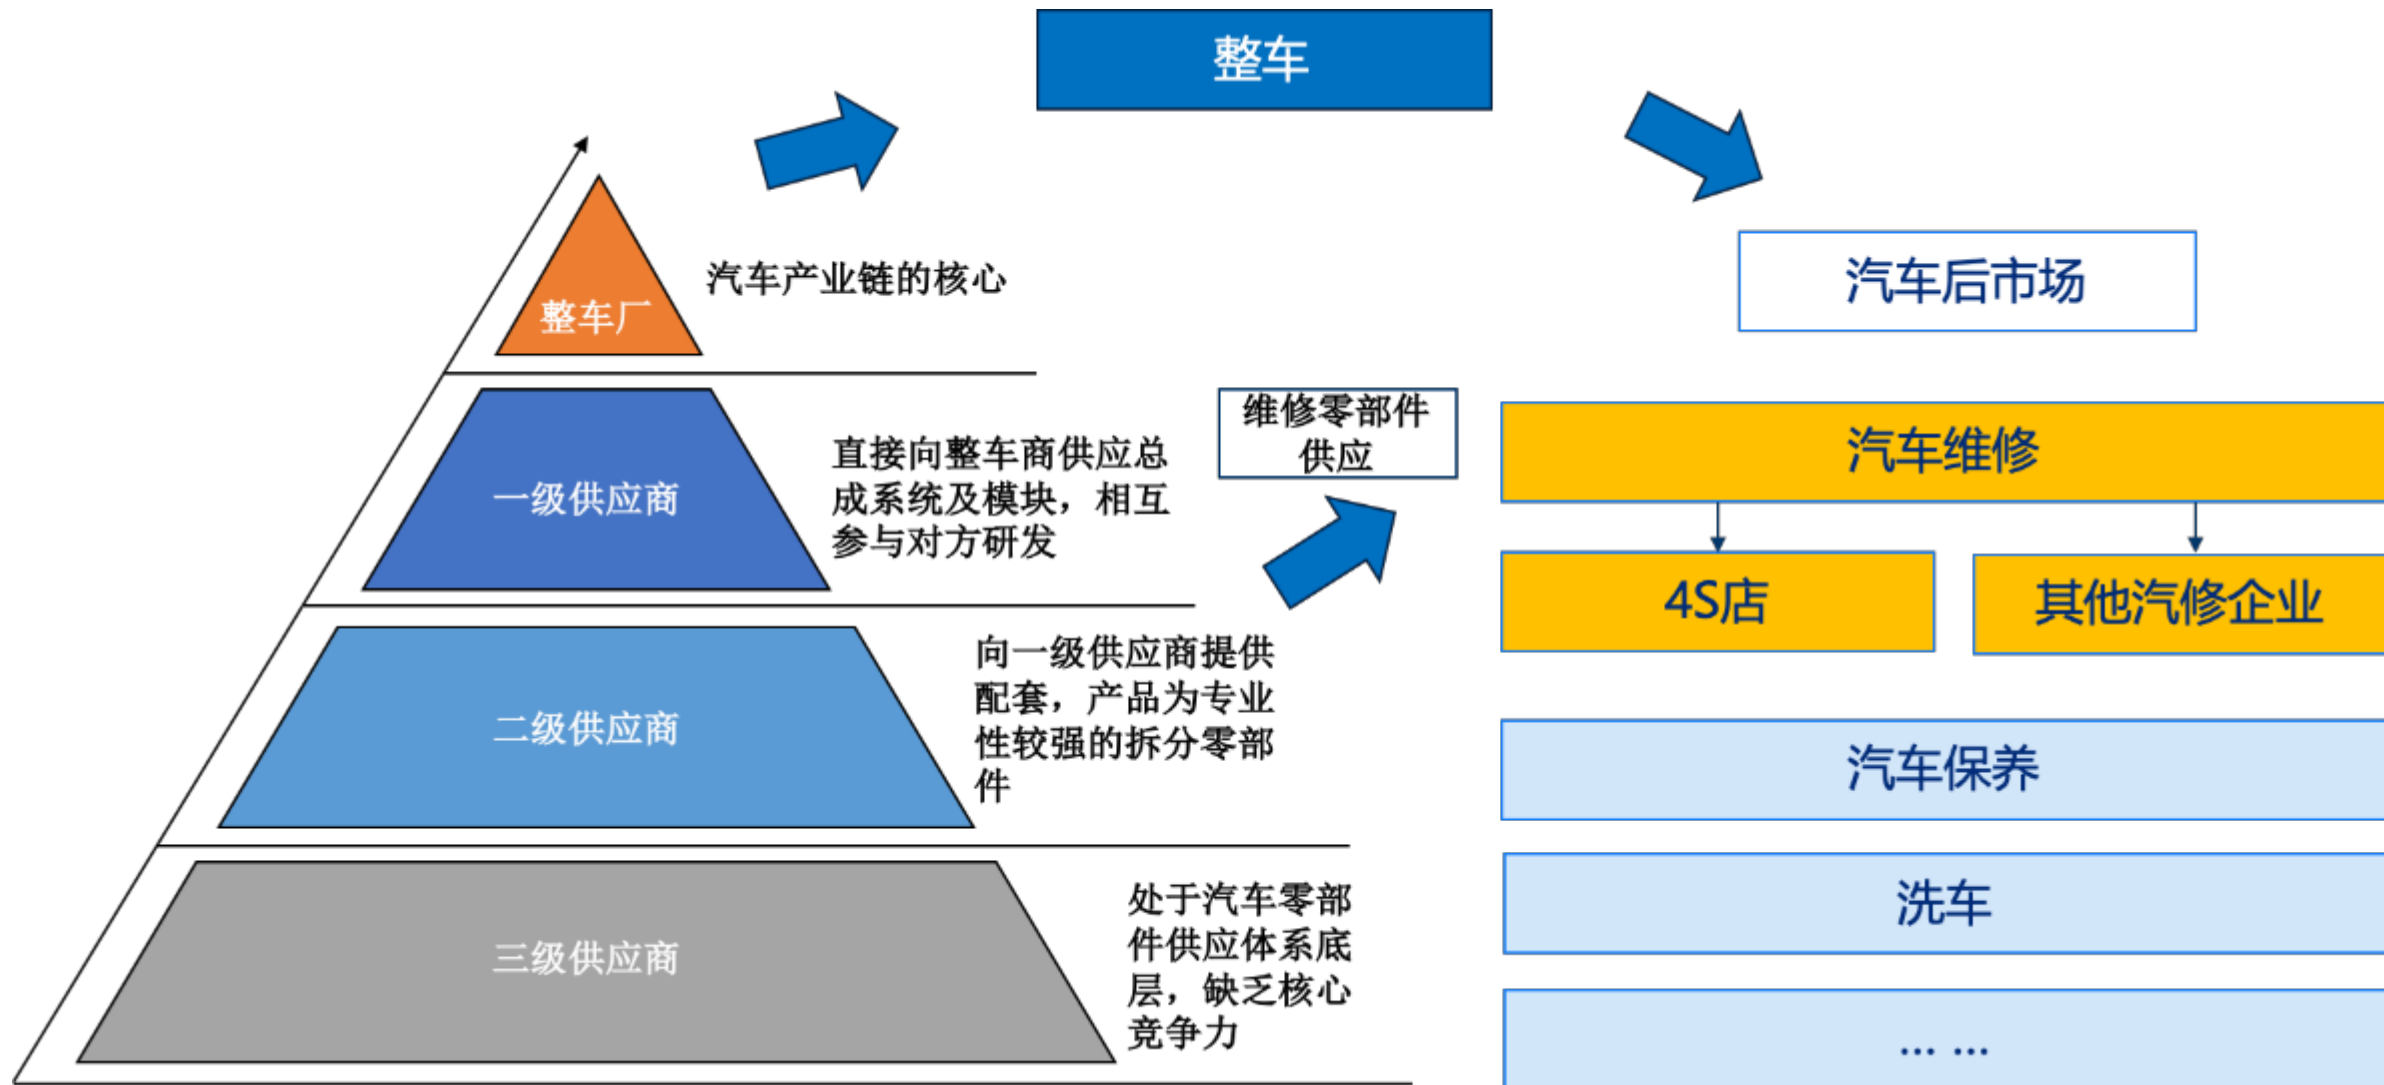 整车
整车厂
汽车产业链的核心
一级供应商
直接向整车商供应总
成系统及模块，相互
参与对方研发
二级供应商
向一级供应商提供
配套，产品为专业
性较强的拆分零部
件
三级供应商
处于汽车零部
件供应体系底
层，缺乏核心
竞争力
维修零部件
供应
汽车后市场
汽车维修
4S店
其他汽修企业
汽车保养
洗车
... ...